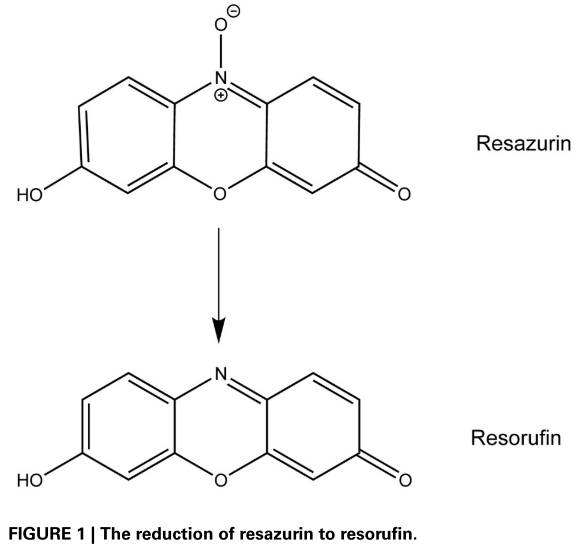 O⊖
N
⊕
HO
O
O
Resazurin
N
HO
O
O
Resorufin
FIGURE 1 | The reduction of resazurin to resorufin.